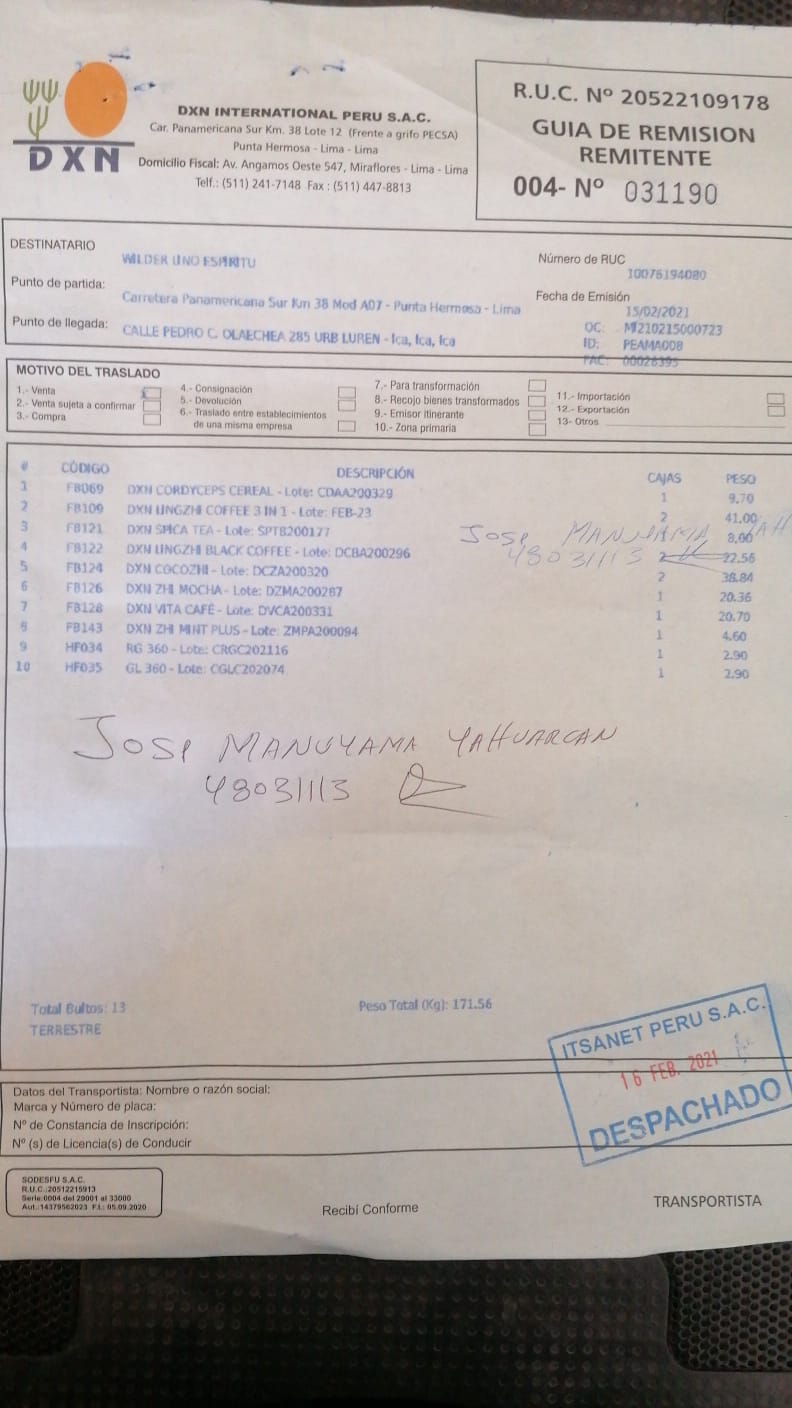 DXN
DXN INTERNATIONAL PERU S.A.C.
Car. Panamericana Sur Km. 38 Lote 12 (Frente a grifo PECSA)
Punta Hermosa - Lima - Lima
Domicilio Fiscal: Av. Angamos Oeste 547, Miraflores - Lima - Lima
Telf.: (511) 241-7148 Fax : (511) 447-8813
R.U.C. Nº 20522109178
GUIA DE REMISION
REMITENTE
004- Nº 031190
DESTINATARIO
WILDER LINO ESPIRITU
Número de RUC
10076194080
Punto de partida:
Carretera Panamericana Sur Km 38 Mod A07 - Punta Hermosa - Lima
Fecha de Emisión
15/02/2021
Punto de llegada:
CALLE PEDRO C. OLAECHEA 285 URB LUREN - Ica, Ica, Ica
OC: MI210215000723
ID: PEAMA008
FAC: 00028395
MOTIVO DEL TRASLADO
1.- Venta
2.- Venta sujeta a confirmar
3.- Compra
4.- Consignación
5.- Devolución
6.- Traslado entre establecimientos
de una misma empresa
7.- Para transformación
8.- Recojo bienes transformados
9.- Emisor itinerante
10.- Zona primaria
11.- Importación
12.- Exportación
13- Otros
# CÓDIGO DESCRIPCIÓN CAJAS PESO
1 FB069 DXN CORDYCEPS CEREAL - Lote: CDAA200329 1 9.70
2 FB109 DXN LINGZHI COFFEE 3 IN 1 - Lote: FEB-23 2 41.00
3 FB121 DXN SPICA TEA - Lote: SPTB200177 8.00
4 FB122 DXN LINGZHI BLACK COFFEE - Lote: DCBA200296 2 22.56
5 FB124 DXN COCOZHI - Lote: DCZA200320 2 38.84
6 FB126 DXN ZHI MOCHA - Lote: DZMA200287 1 20.36
7 FB128 DXN VITA CAFÉ - Lote: DVCA200331 1 20.70
8 FB143 DXN ZHI MINT PLUS - Lote: ZMPA200094 1 4.60
9 HF034 RG 360 - Lote: CRGC202116 1 2.90
10 HF035 GL 360 - Lote: CGLC202074 1 2.90
Jose MANUYAMA YAH
48031113
Jose MANUYAMA YAHUARCAN
48031113
Total Bultos: 13
Peso Total (Kg): 171.56
TERRESTRE
ITSANET PERU S.A.C.
16 FEB. 2021
DESPACHADO
Datos del Transportista: Nombre o razón social:
Marca y Número de placa:
Nº de Constancia de Inscripción:
Nº (s) de Licencia(s) de Conducir
SODESFU S.A.C.
R.U.C.:20512215913
Serie:0004 del 29001 al 33000
Aut.:14379562023 F.I.: 05.09.2020
Recibí Conforme
TRANSPORTISTA